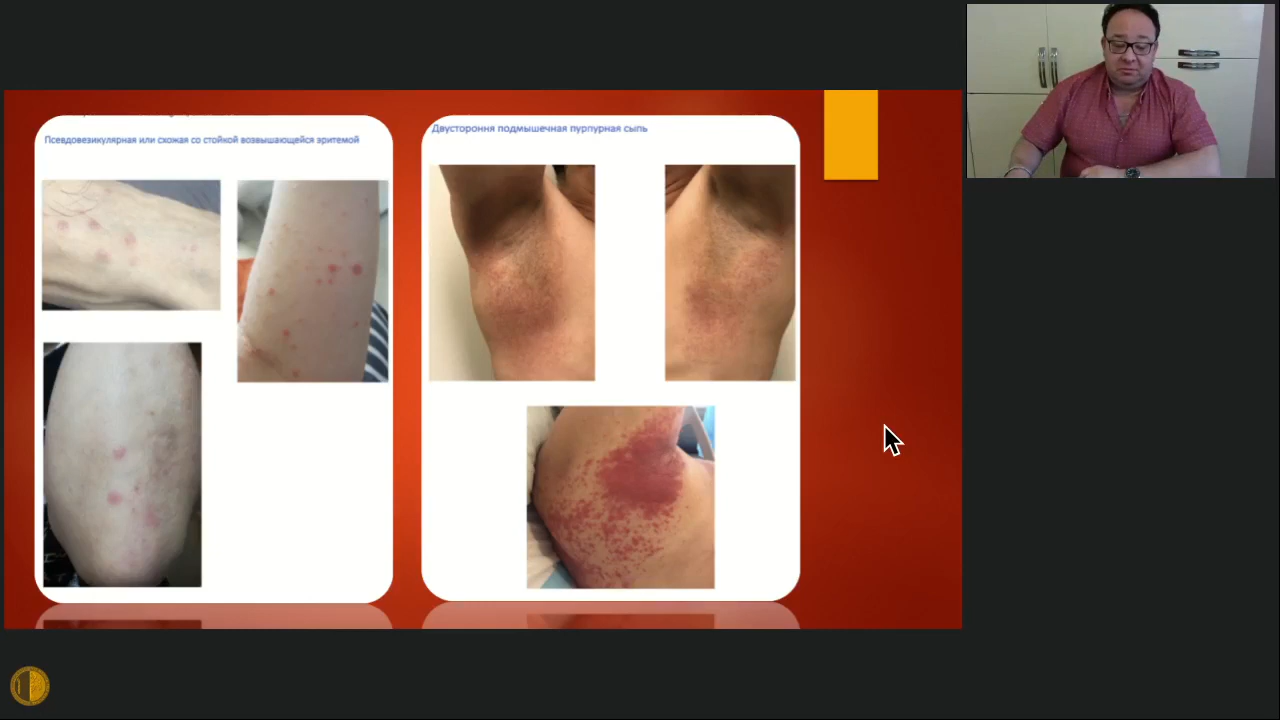 Псевдовезикулярная или схожая со стойкой возвышающейся эритемой
Двустороння подмышечная пурпурная сыпь